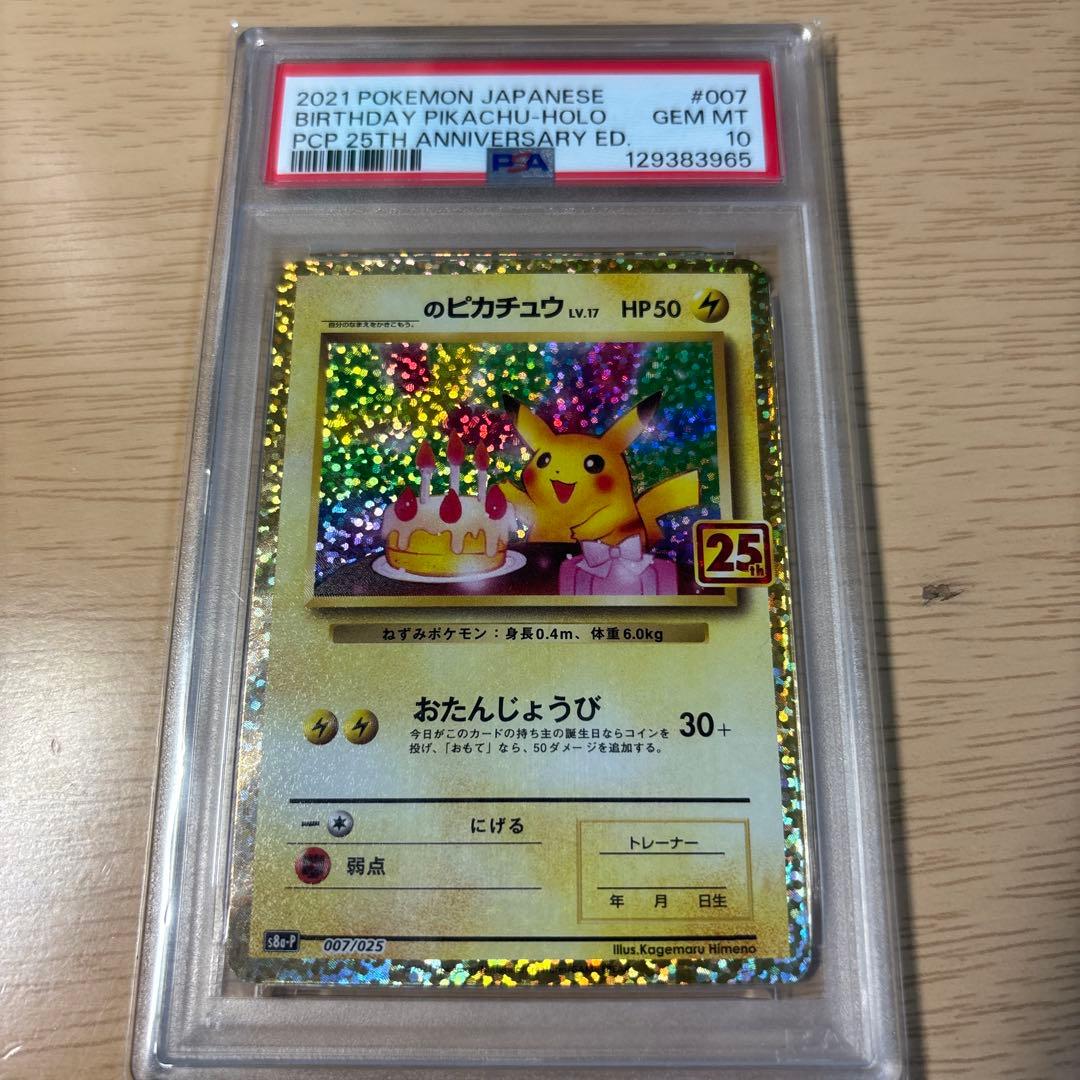 2021 POKEMON JAPANESE #007
BIRTHDAY PIKACHU-HOLO GEM MT
PCP 25TH ANNIVERSARY ED. 10
PSA 129383965
のピカチュウ LV.17 HP50
自分のなまえをかきこもう。
25th
ねずみポケモン：身長0.4m、体重6.0kg
おたんじょうび 30+
今日がこのカードの持ち主の誕生日ならコインを
投げ、「おもて」なら、50ダメージを追加する。
にげる
弱点
トレーナー
年 月 日生
s8a-P 007/025
Illus.Kagemaru Himeno